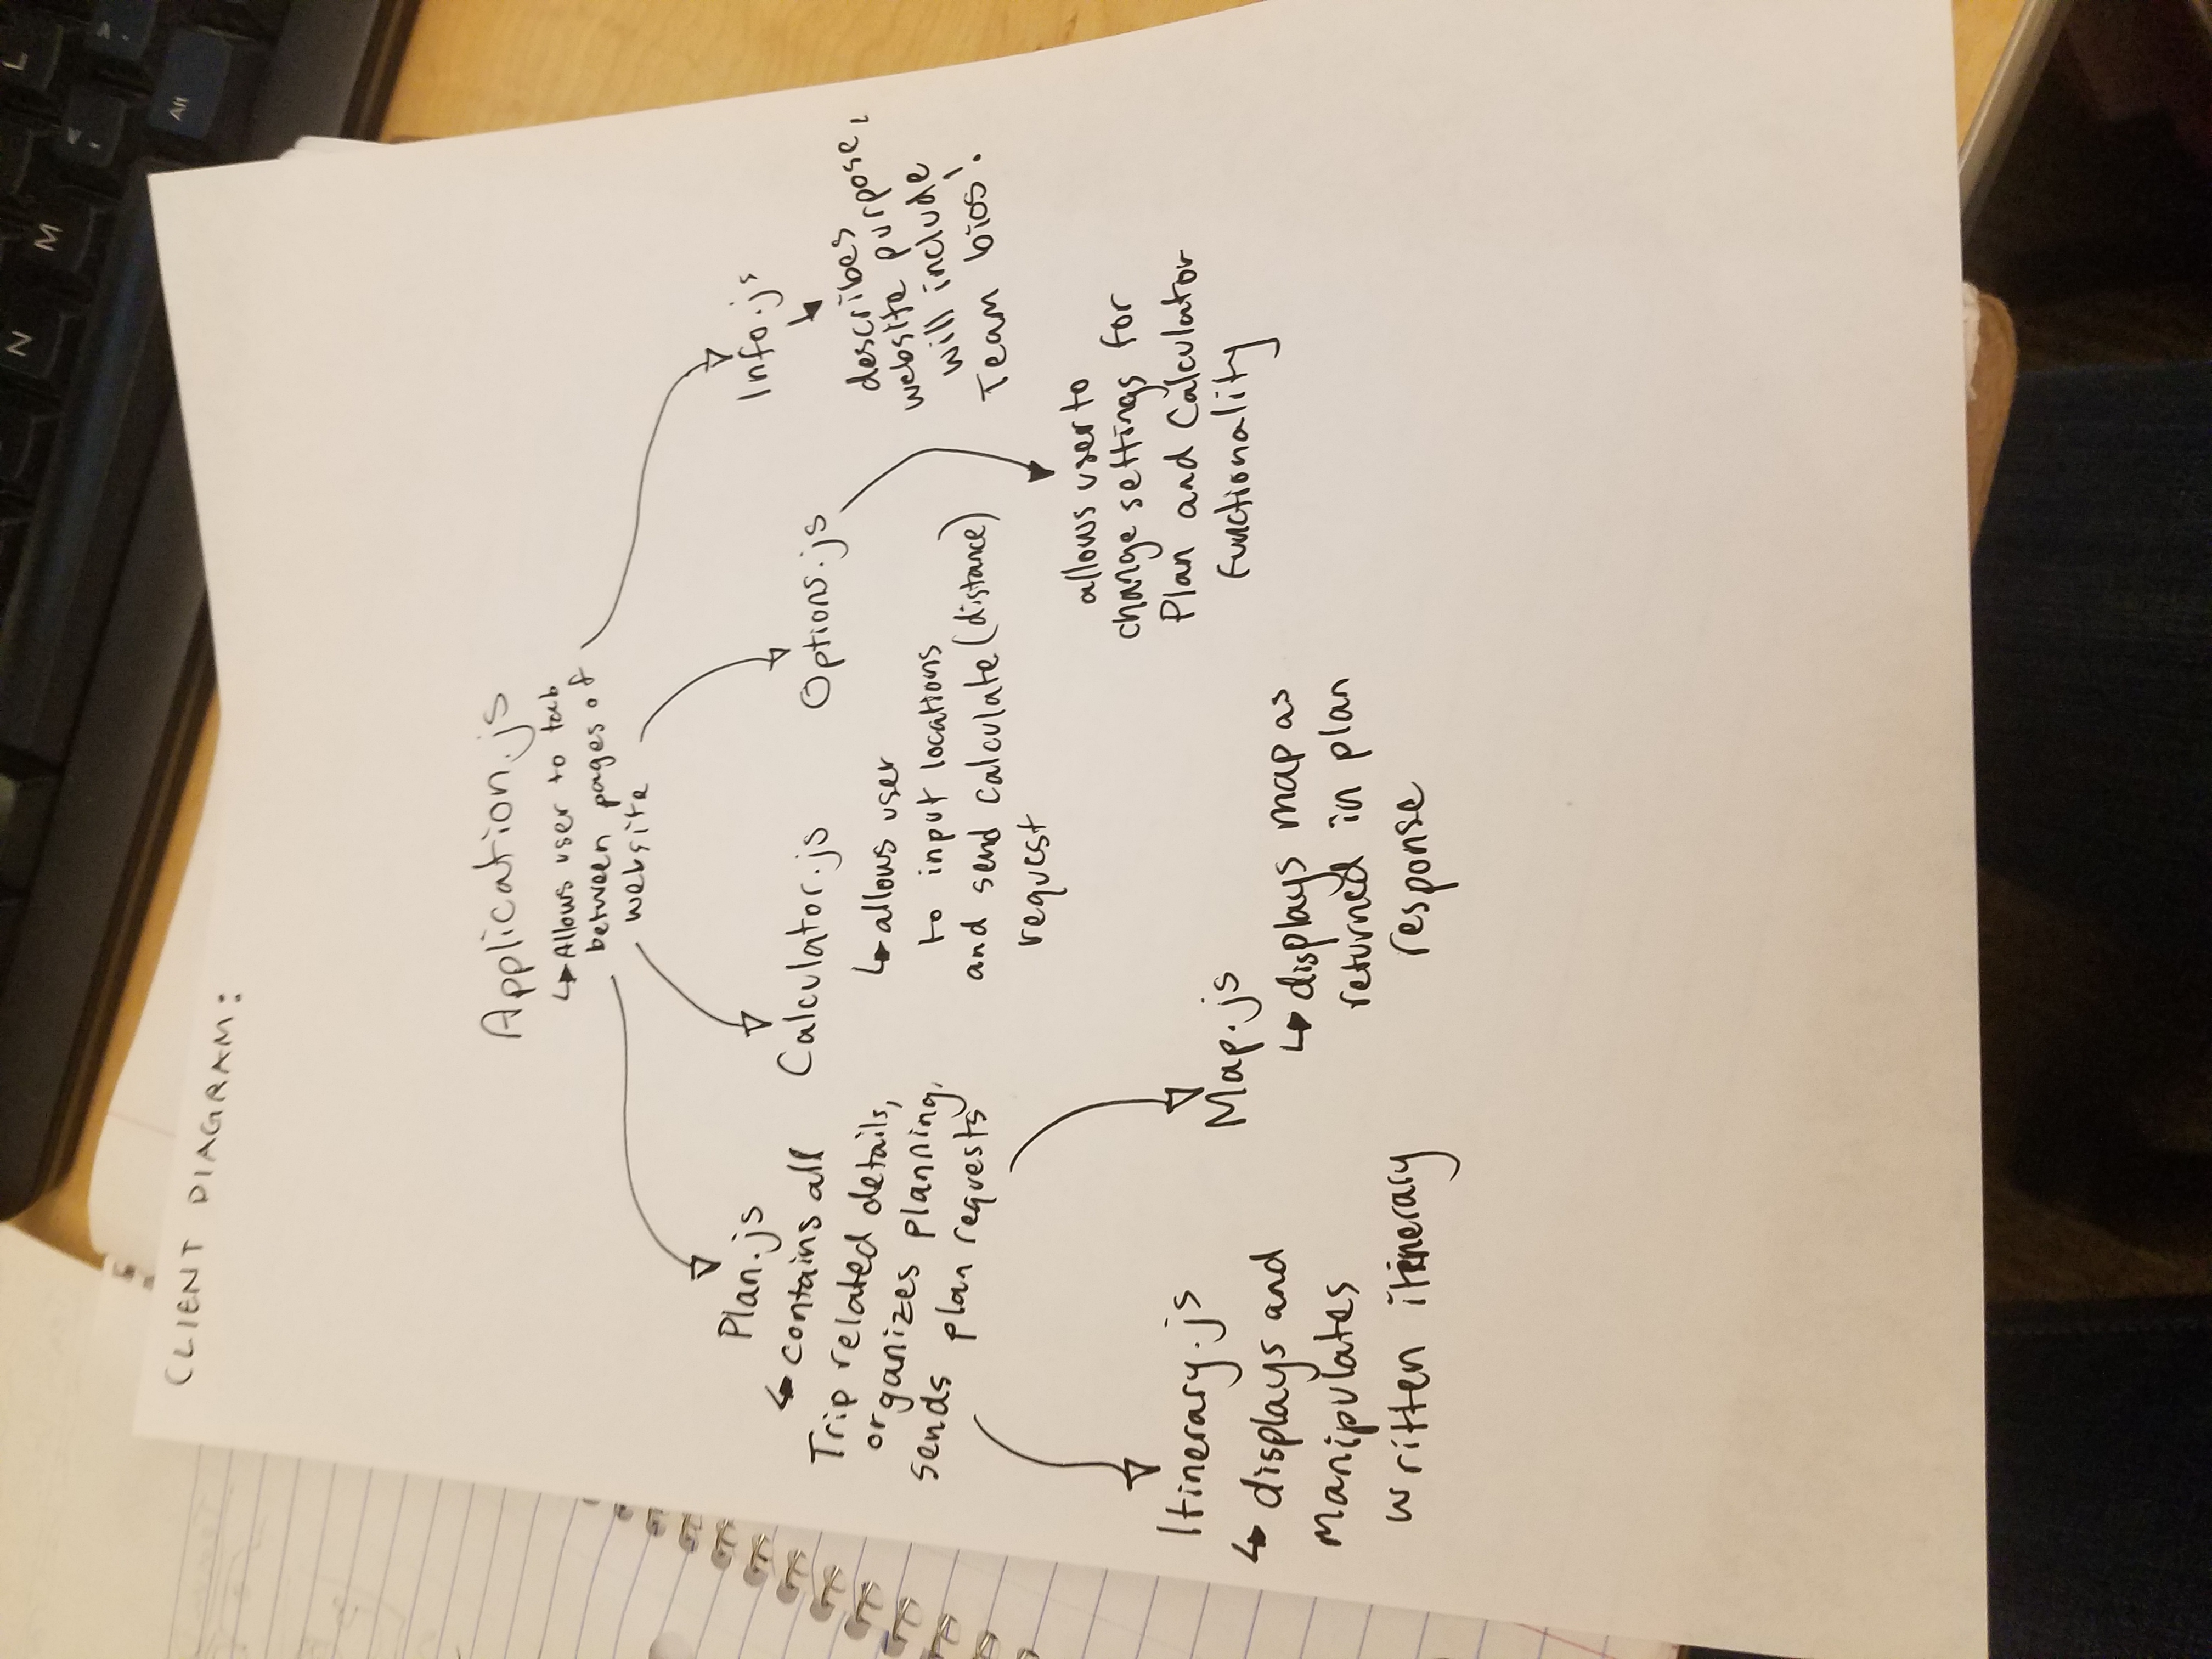 N
M
L
Alt
CLIENT DIAGRAM:
Application.js
Allows user to tab
between pages of
website
Plan.js
contains all
Trip related details,
organizes planning,
sends plan requests
Calculator.js
allows user
to input locations
and send calculate (distance)
request
Options.js
allows user to
change settings for
Plan and Calculator
functionality
Info.js
describes
website purpose,
will include
Team bios!
Itinerary.js
displays and
Manipulates
written itinerary
Map.js
displays map as
returned in plan
response